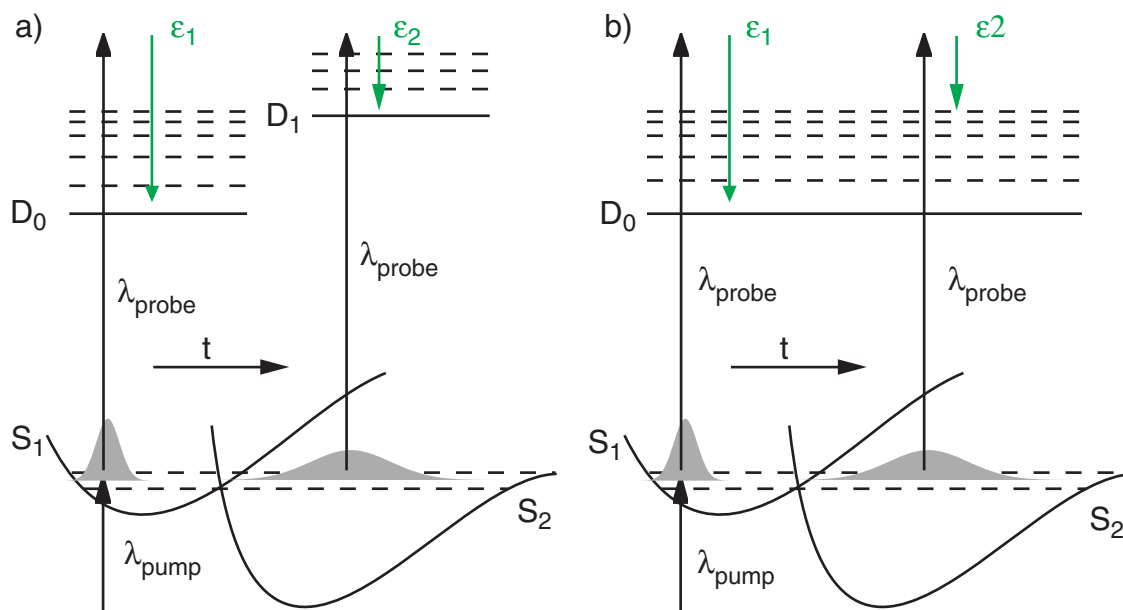 a)
ε₁
ε₂
D₁
D₀
λprobe
λprobe
t
S₁
S₂
λpump
b)
ε₁
ε2
D₀
λprobe
λprobe
t
S₁
S₂
λpump